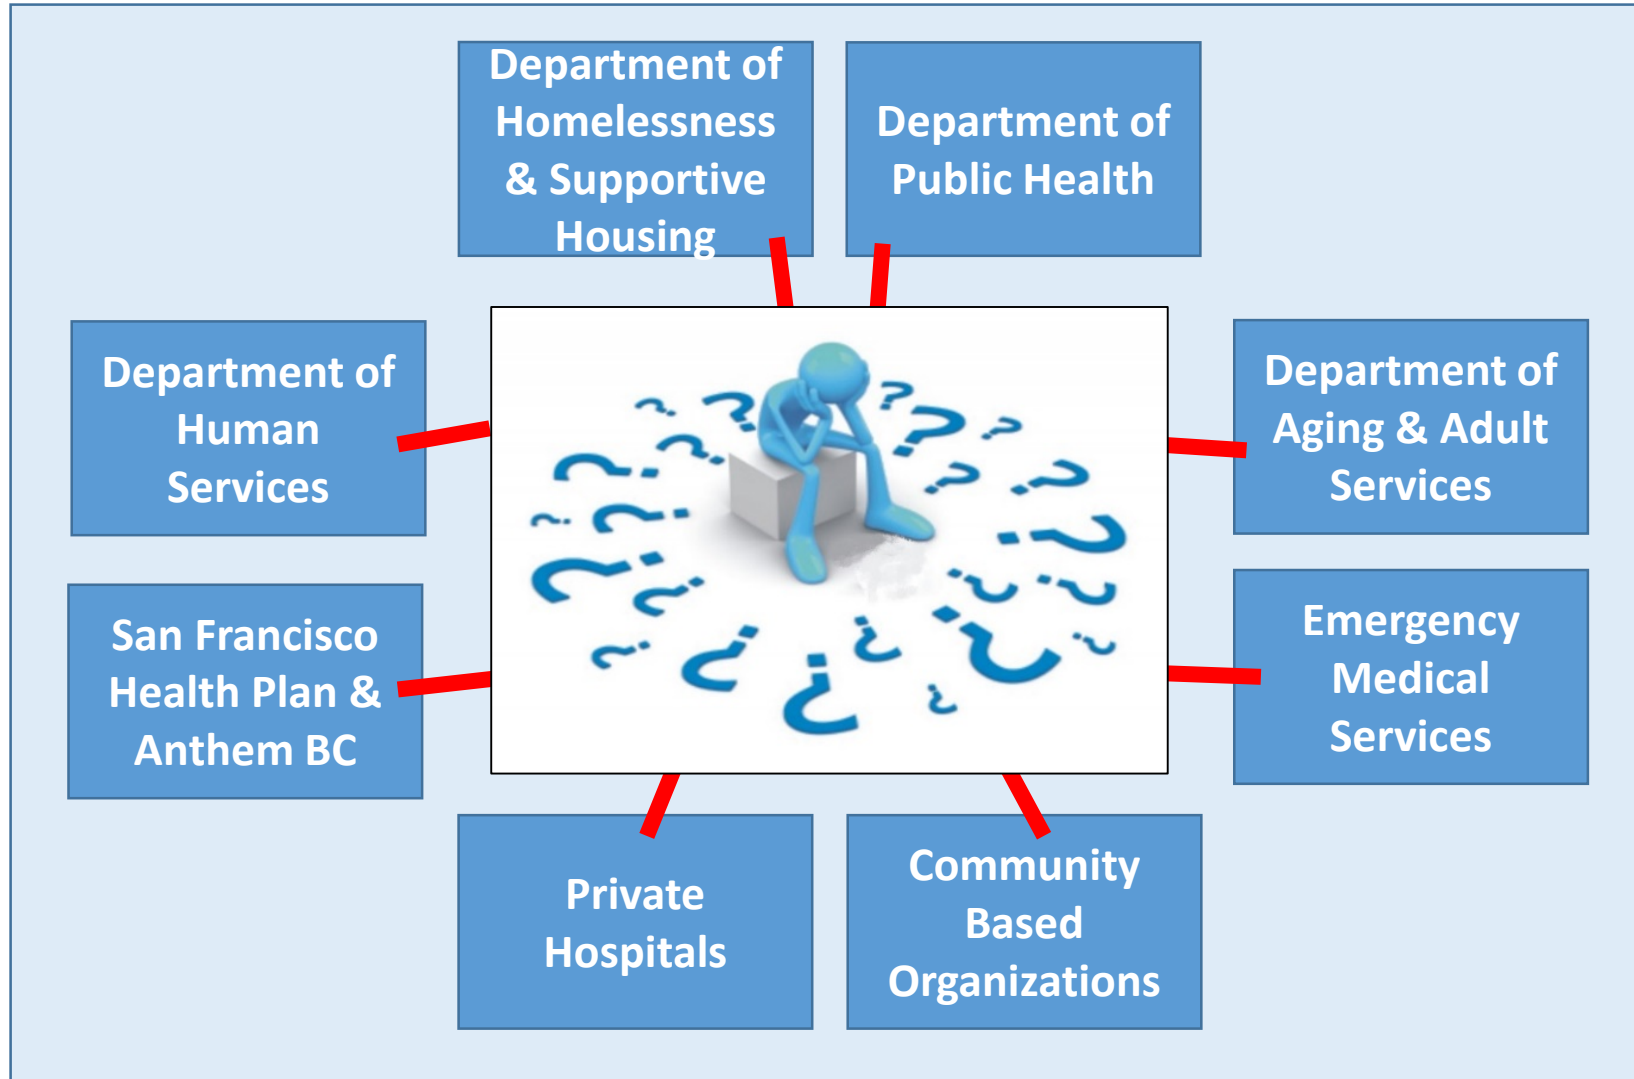 Department of
Homelessness
& Supportive
Housing
Department of
Public Health
Department of
Human
Services
Department of
Aging & Adult
Services
San Francisco
Health Plan &
Anthem BC
Emergency
Medical
Services
Private
Hospitals
Community
Based
Organizations